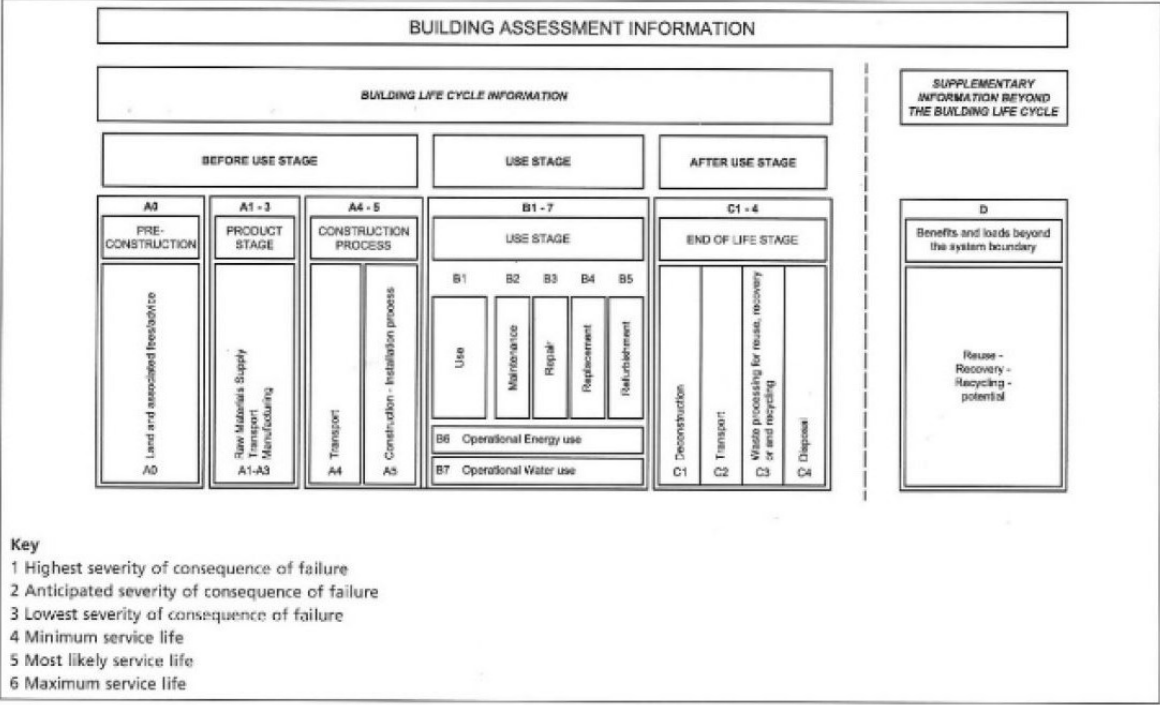 BUILDING ASSESSMENT INFORMATION
BUILDING LIFE CYCLE INFORMATION
SUPPLEMENTARY
INFORMATION BEYOND
THE BUILDING LIFE CYCLE
BEFORE USE STAGE
USE STAGE
AFTER USE STAGE
A0
PRE-
CONSTRUCTION
Land and associated fees/advice
A0
A1 - 3
PRODUCT
STAGE
Raw Materials Supply
Transport
Manufacturing
A1-A3
A4 - 5
CONSTRUCTION
PROCESS
Transport
A4
Construction - Installation process
A5
B1 - 7
USE STAGE
B1
Use
B2
Maintenance
B3
Repair
B4
Replacement
B5
Refurbishment
B6 Operational Energy use
B7 Operational Water use
C1 - 4
END OF LIFE STAGE
Deconstruction
C1
Transport
C2
Waste processing for reuse, recovery
or and recycling
C3
Disposal
C4
D
Benefits and loads beyond
the system boundary
Reuse -
Recovery -
Recycling -
potential
Key
1 Highest severity of consequence of failure
2 Anticipated severity of consequence of failure
3 Lowest severity of consequence of failure
4 Minimum service life
5 Most likely service life
6 Maximum service life